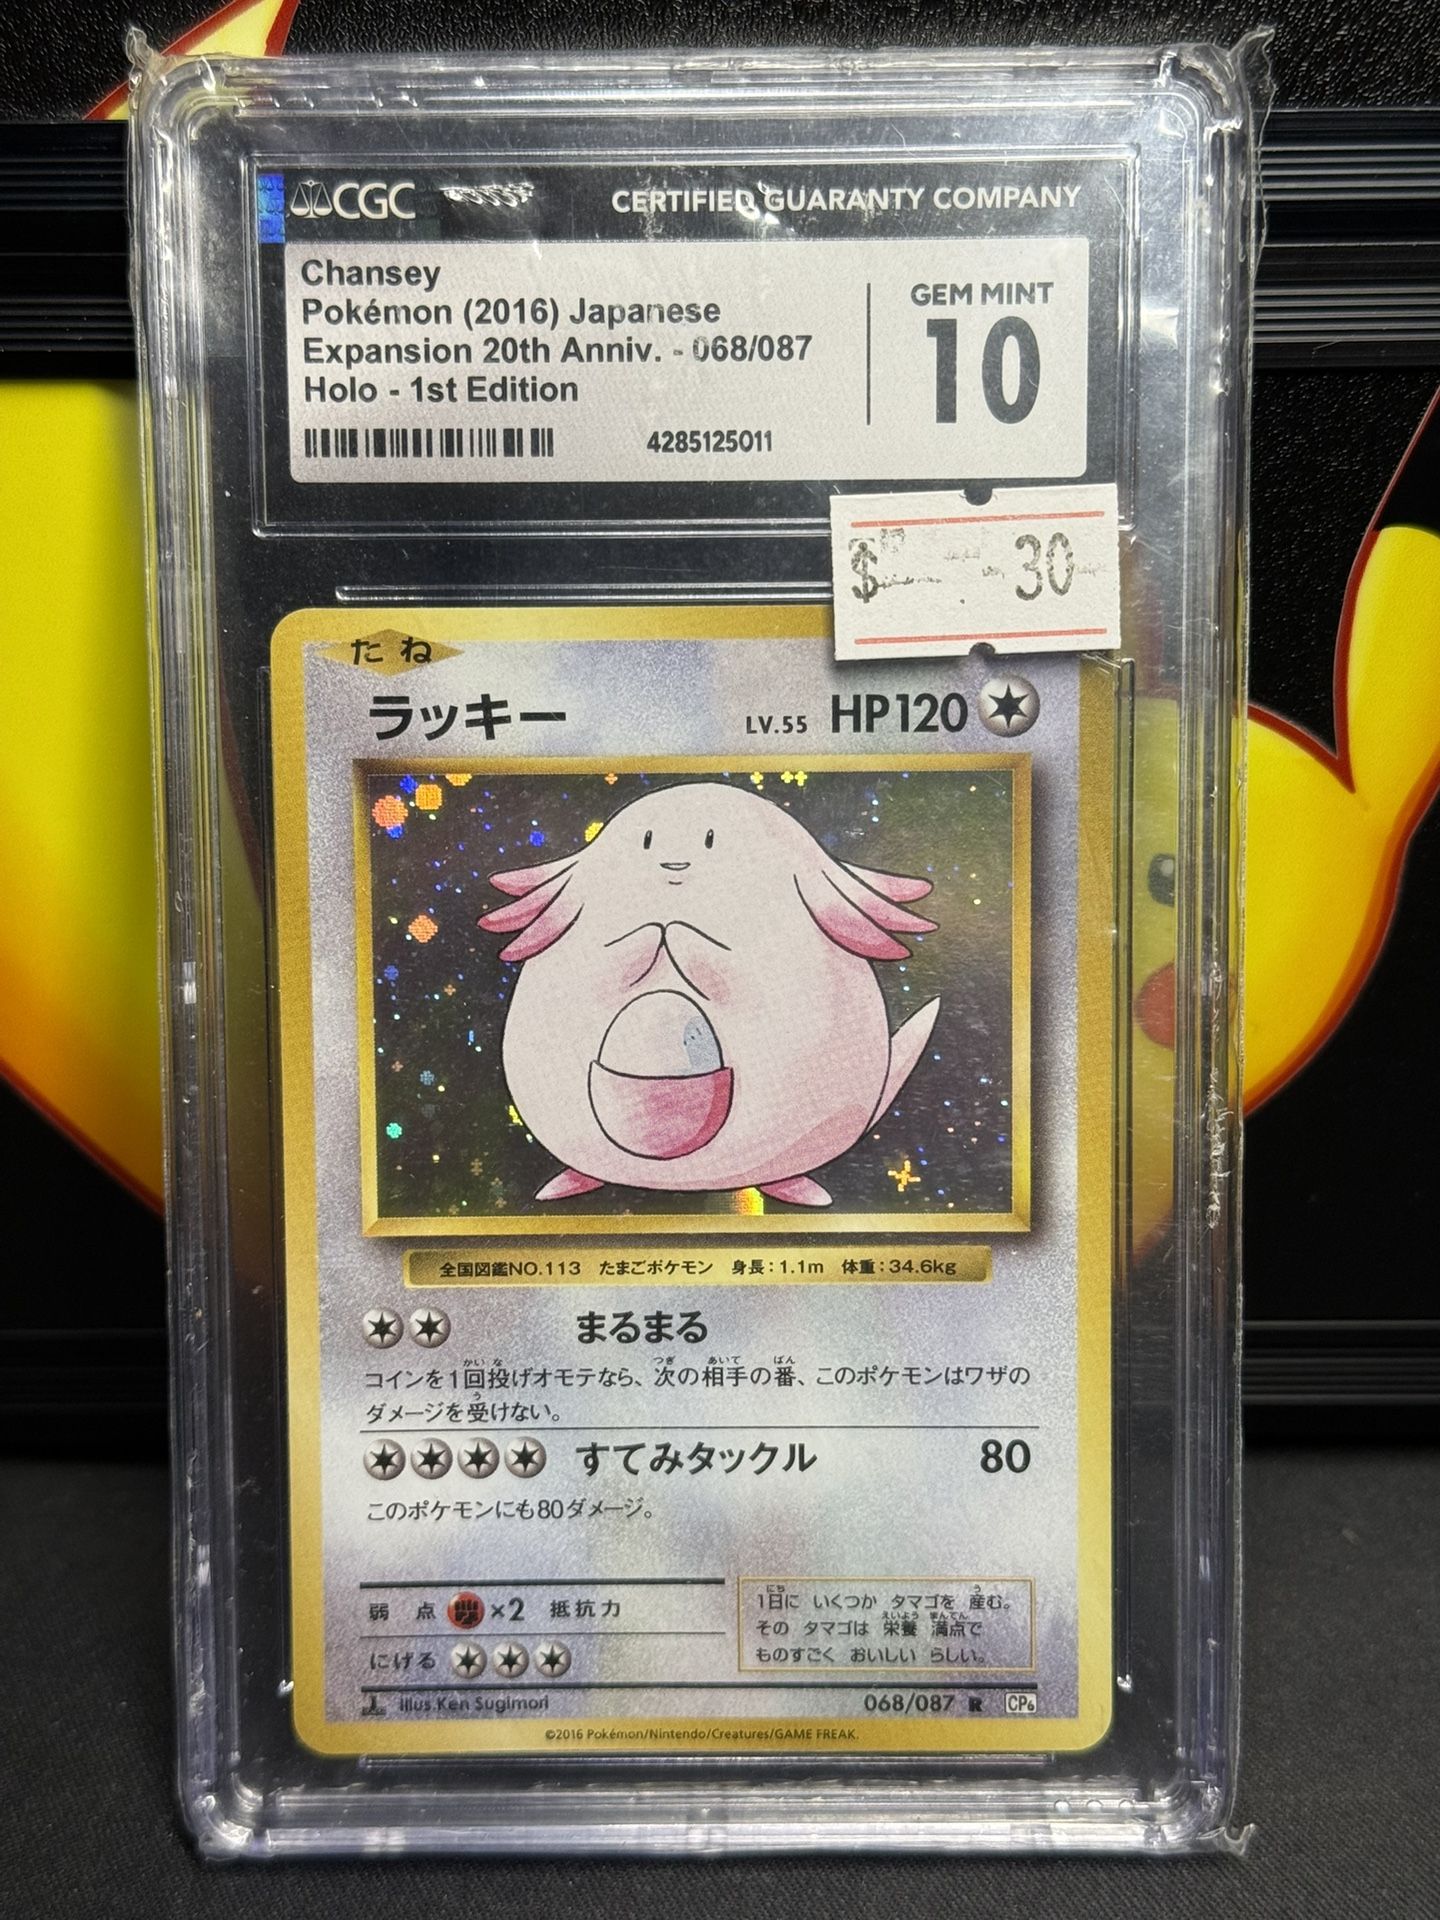 CGC
CERTIFIED GUARANTY COMPANY
Chansey
Pokémon (2016) Japanese
Expansion 20th Anniv. - 068/087
Holo - 1st Edition
4285125011
GEM MINT
10
$ 30
たね
ラッキー
LV.55 HP120
全国図鑑NO.113 たまごポケモン 身長:1.1m 体重:34.6kg
まるまる
コインを1回投げオモテなら、次の相手の番、このポケモンはワザの
ダメージを受けない。
すてみタックル 80
このポケモンにも80ダメージ。
弱点 ×2 抵抗力
にげる
1日に いくつか タマゴを 産む。
その タマゴは 栄養 満点で
ものすごく おいしい らしい。
Illus.Ken Sugimori
068/087 R CP6
©2016 Pokémon/Nintendo/Creatures/GAME FREAK.